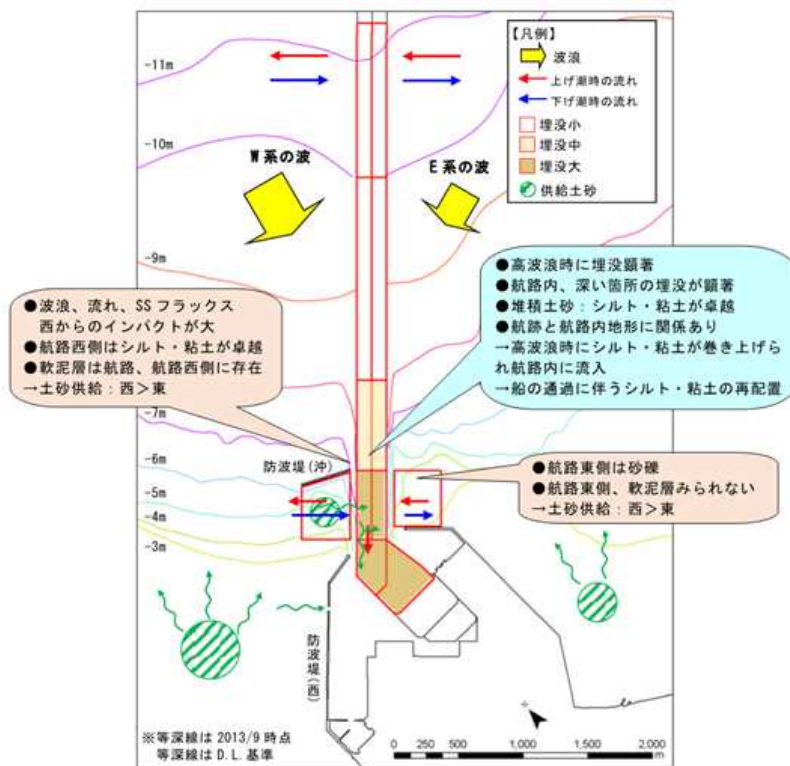 【凡例】
波浪
上げ潮時の流れ
下げ潮時の流れ
埋没小
埋没中
埋没大
供給土砂
-11m
-10m
W系の波
E系の波
-9m
●高波浪時に埋没顕著
●航路内、深い箇所の埋没が顕著
●堆積土砂:シルト・粘土が卓越
●航跡と航路内地形に関係あり
→高波浪時にシルト・粘土が巻き上げら
れ航路内に流入
→船の通過に伴うシルト・粘土の再配置
●波浪、流れ、SSフラックス
西からのインパクトが大
●航路西側はシルト・粘土が卓越
●軟泥層は航路、航路西側に存在
→土砂供給:西>東
-7m
-6m
防波堤(沖)
-5m
-4m
-3m
●航路東側は砂礫
●航路東側、軟泥層みられない
→土砂供給:西>東
防波堤(西)
※等深線は2013/9時点
等深線はD.L.基準
0 250 500 1,000 1,500 2,000
m